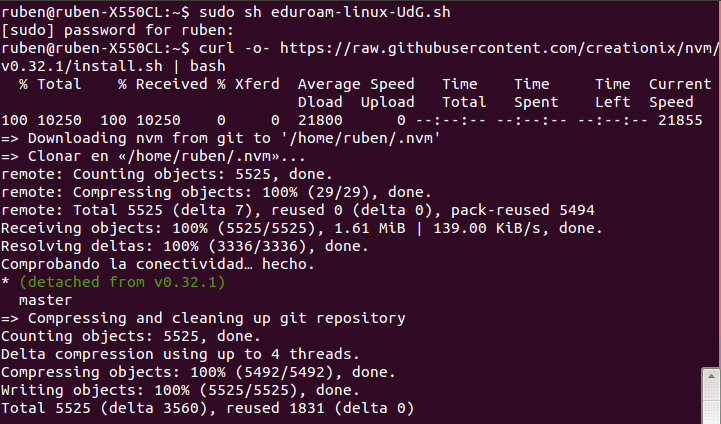 ruben@ruben-X550CL:~$ sudo sh eduroam-linux-UdG.sh
[sudo] password for ruben:
ruben@ruben-X550CL:~$ curl -o- https://raw.githubusercontent.com/creationix/nvm/
v0.32.1/install.sh | bash
  % Total    % Received % Xferd  Average Speed   Time    Time     Time  Current
                                 Dload  Upload   Total   Spent    Left  Speed
100 10250  100 10250    0     0  21800      0 --:--:-- --:--:-- --:--:-- 21855
=> Downloading nvm from git to '/home/ruben/.nvm'
=> Clonar en «/home/ruben/.nvm»...
remote: Counting objects: 5525, done.
remote: Compressing objects: 100% (29/29), done.
remote: Total 5525 (delta 7), reused 0 (delta 0), pack-reused 5494
Receiving objects: 100% (5525/5525), 1.61 MiB | 139.00 KiB/s, done.
Resolving deltas: 100% (3336/3336), done.
Comprobando la conectividad… hecho.
* (detached from v0.32.1)
  master
=> Compressing and cleaning up git repository
Counting objects: 5525, done.
Delta compression using up to 4 threads.
Compressing objects: 100% (5492/5492), done.
Writing objects: 100% (5525/5525), done.
Total 5525 (delta 3560), reused 1831 (delta 0)